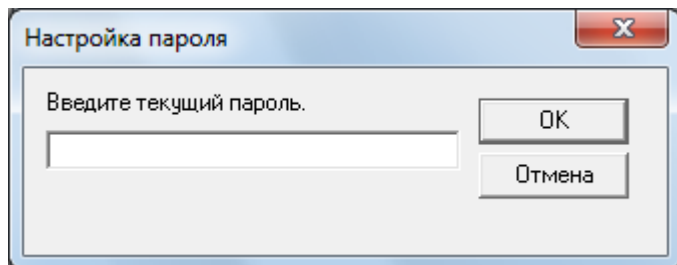 Настройка пароля
Введите текущий пароль.
OK
Отмена